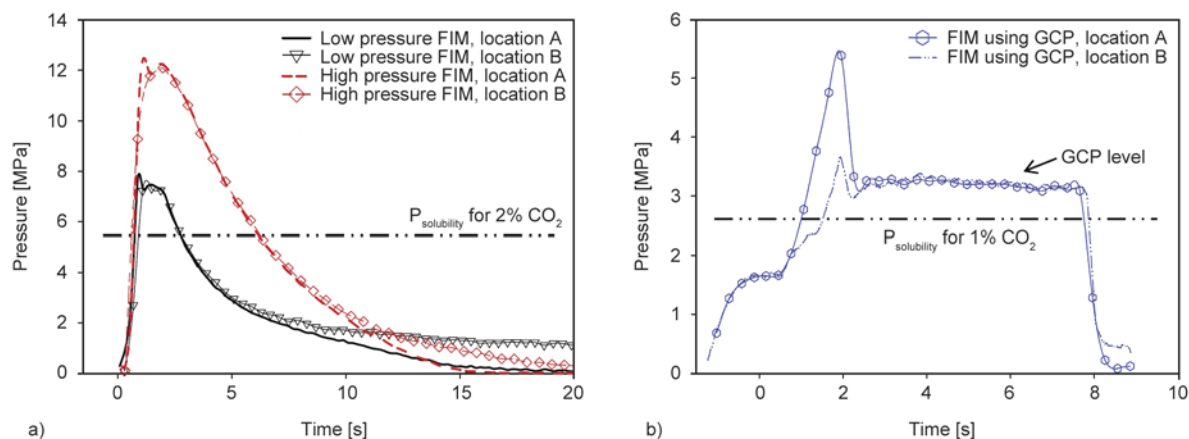 14
12
10
8
6
4
2
0
Pressure [MPa]
Low pressure FIM, location A
Low pressure FIM, location B
High pressure FIM, location A
High pressure FIM, location B
P solubility for 2% CO2
0 5 10 15 20
Time [s]
a)
6
5
4
3
2
1
0
Pressure [MPa]
FIM using GCP, location A
FIM using GCP, location B
GCP level
P solubility for 1% CO2
0 2 4 6 8 10
Time [s]
b)